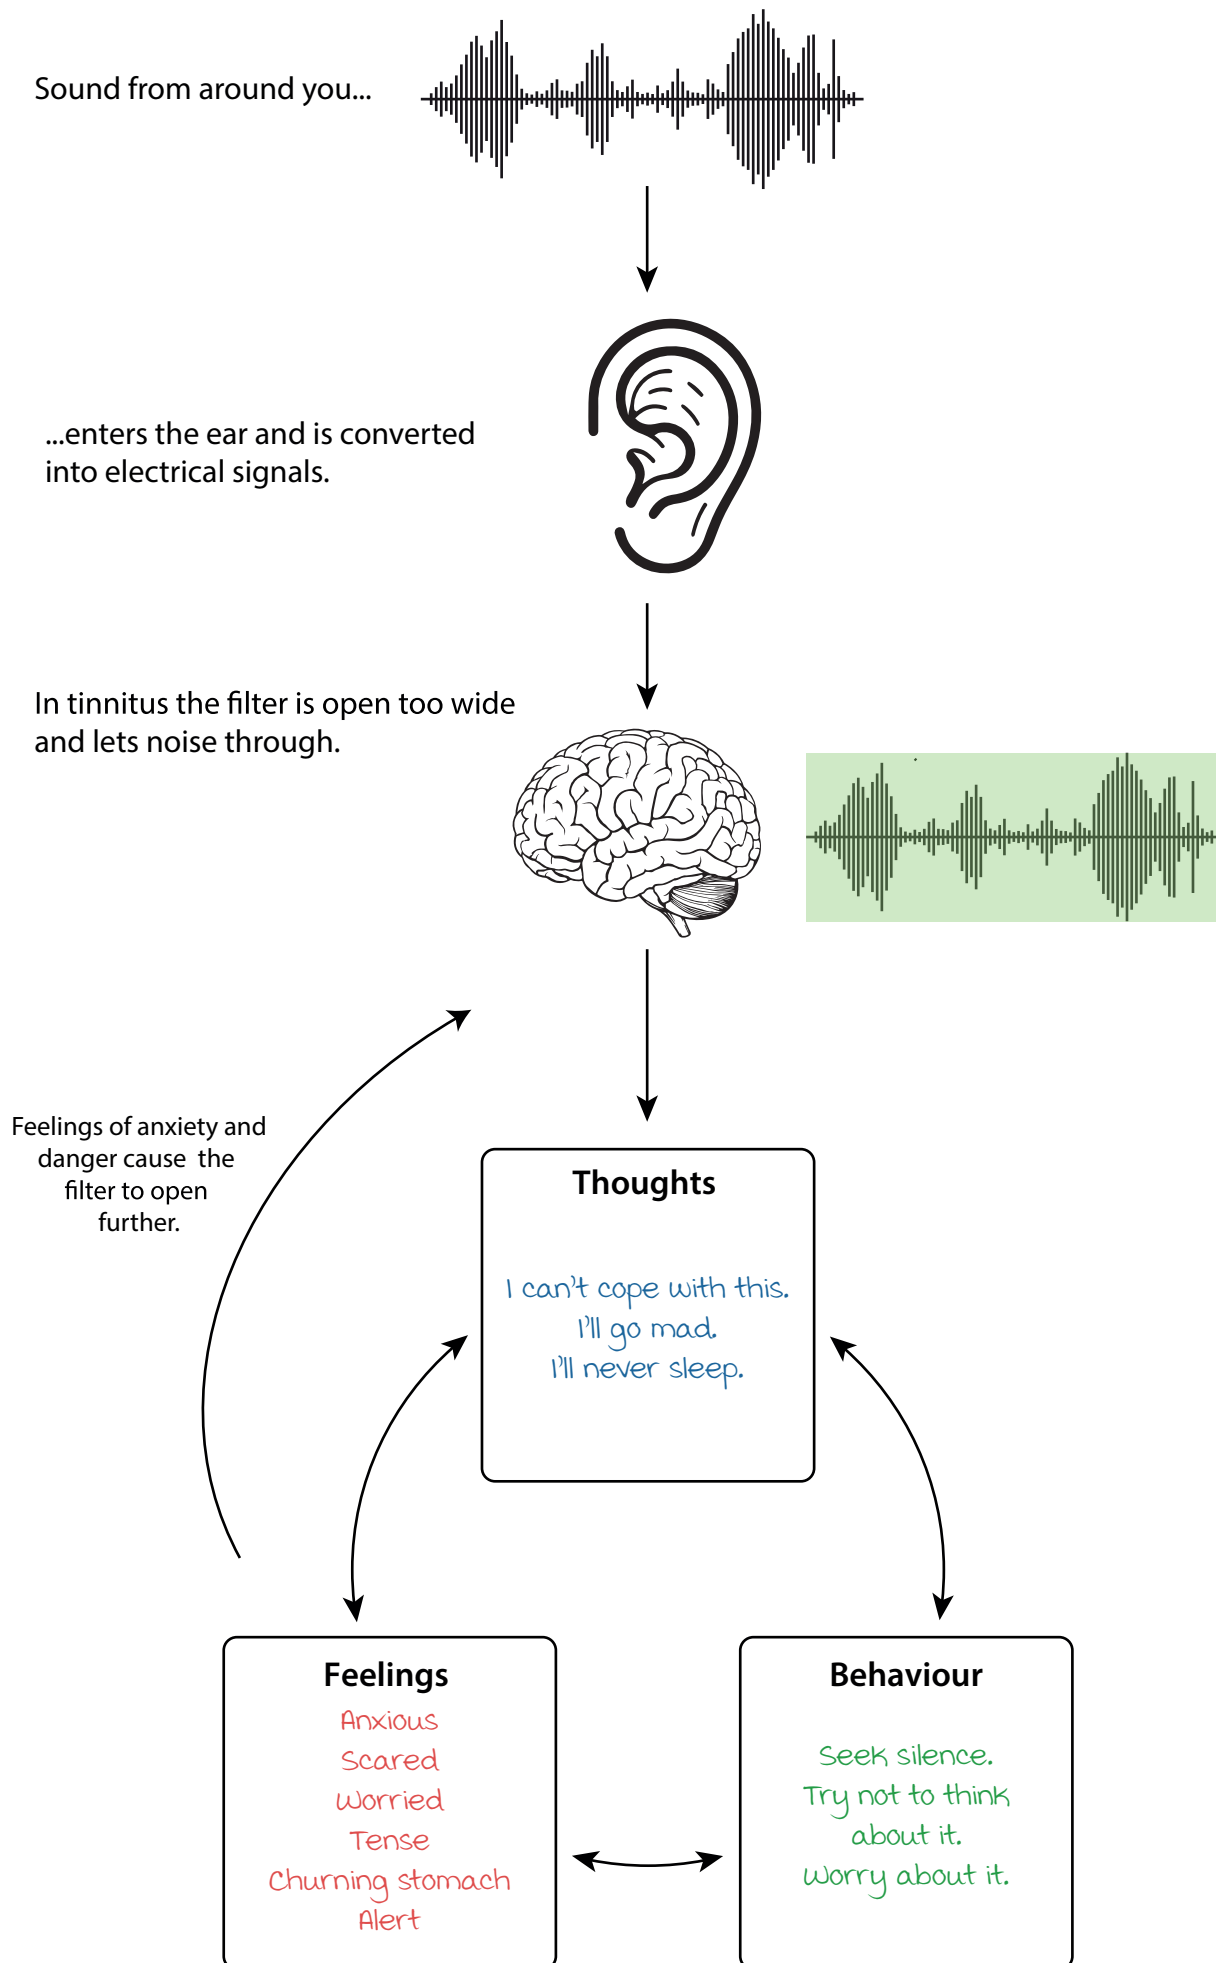 Sound from around you...
...enters the ear and is converted
into electrical signals.
In tinnitus the filter is open too wide
and lets noise through.
Feelings of anxiety and
danger cause the
filter to open
further.
Thoughts
I can't cope with this.
I'll go mad.
I'll never sleep.
Feelings
Anxious
Scared
Worried
Tense
Churning stomach
Alert
Behaviour
Seek silence.
Try not to think
about it.
Worry about it.